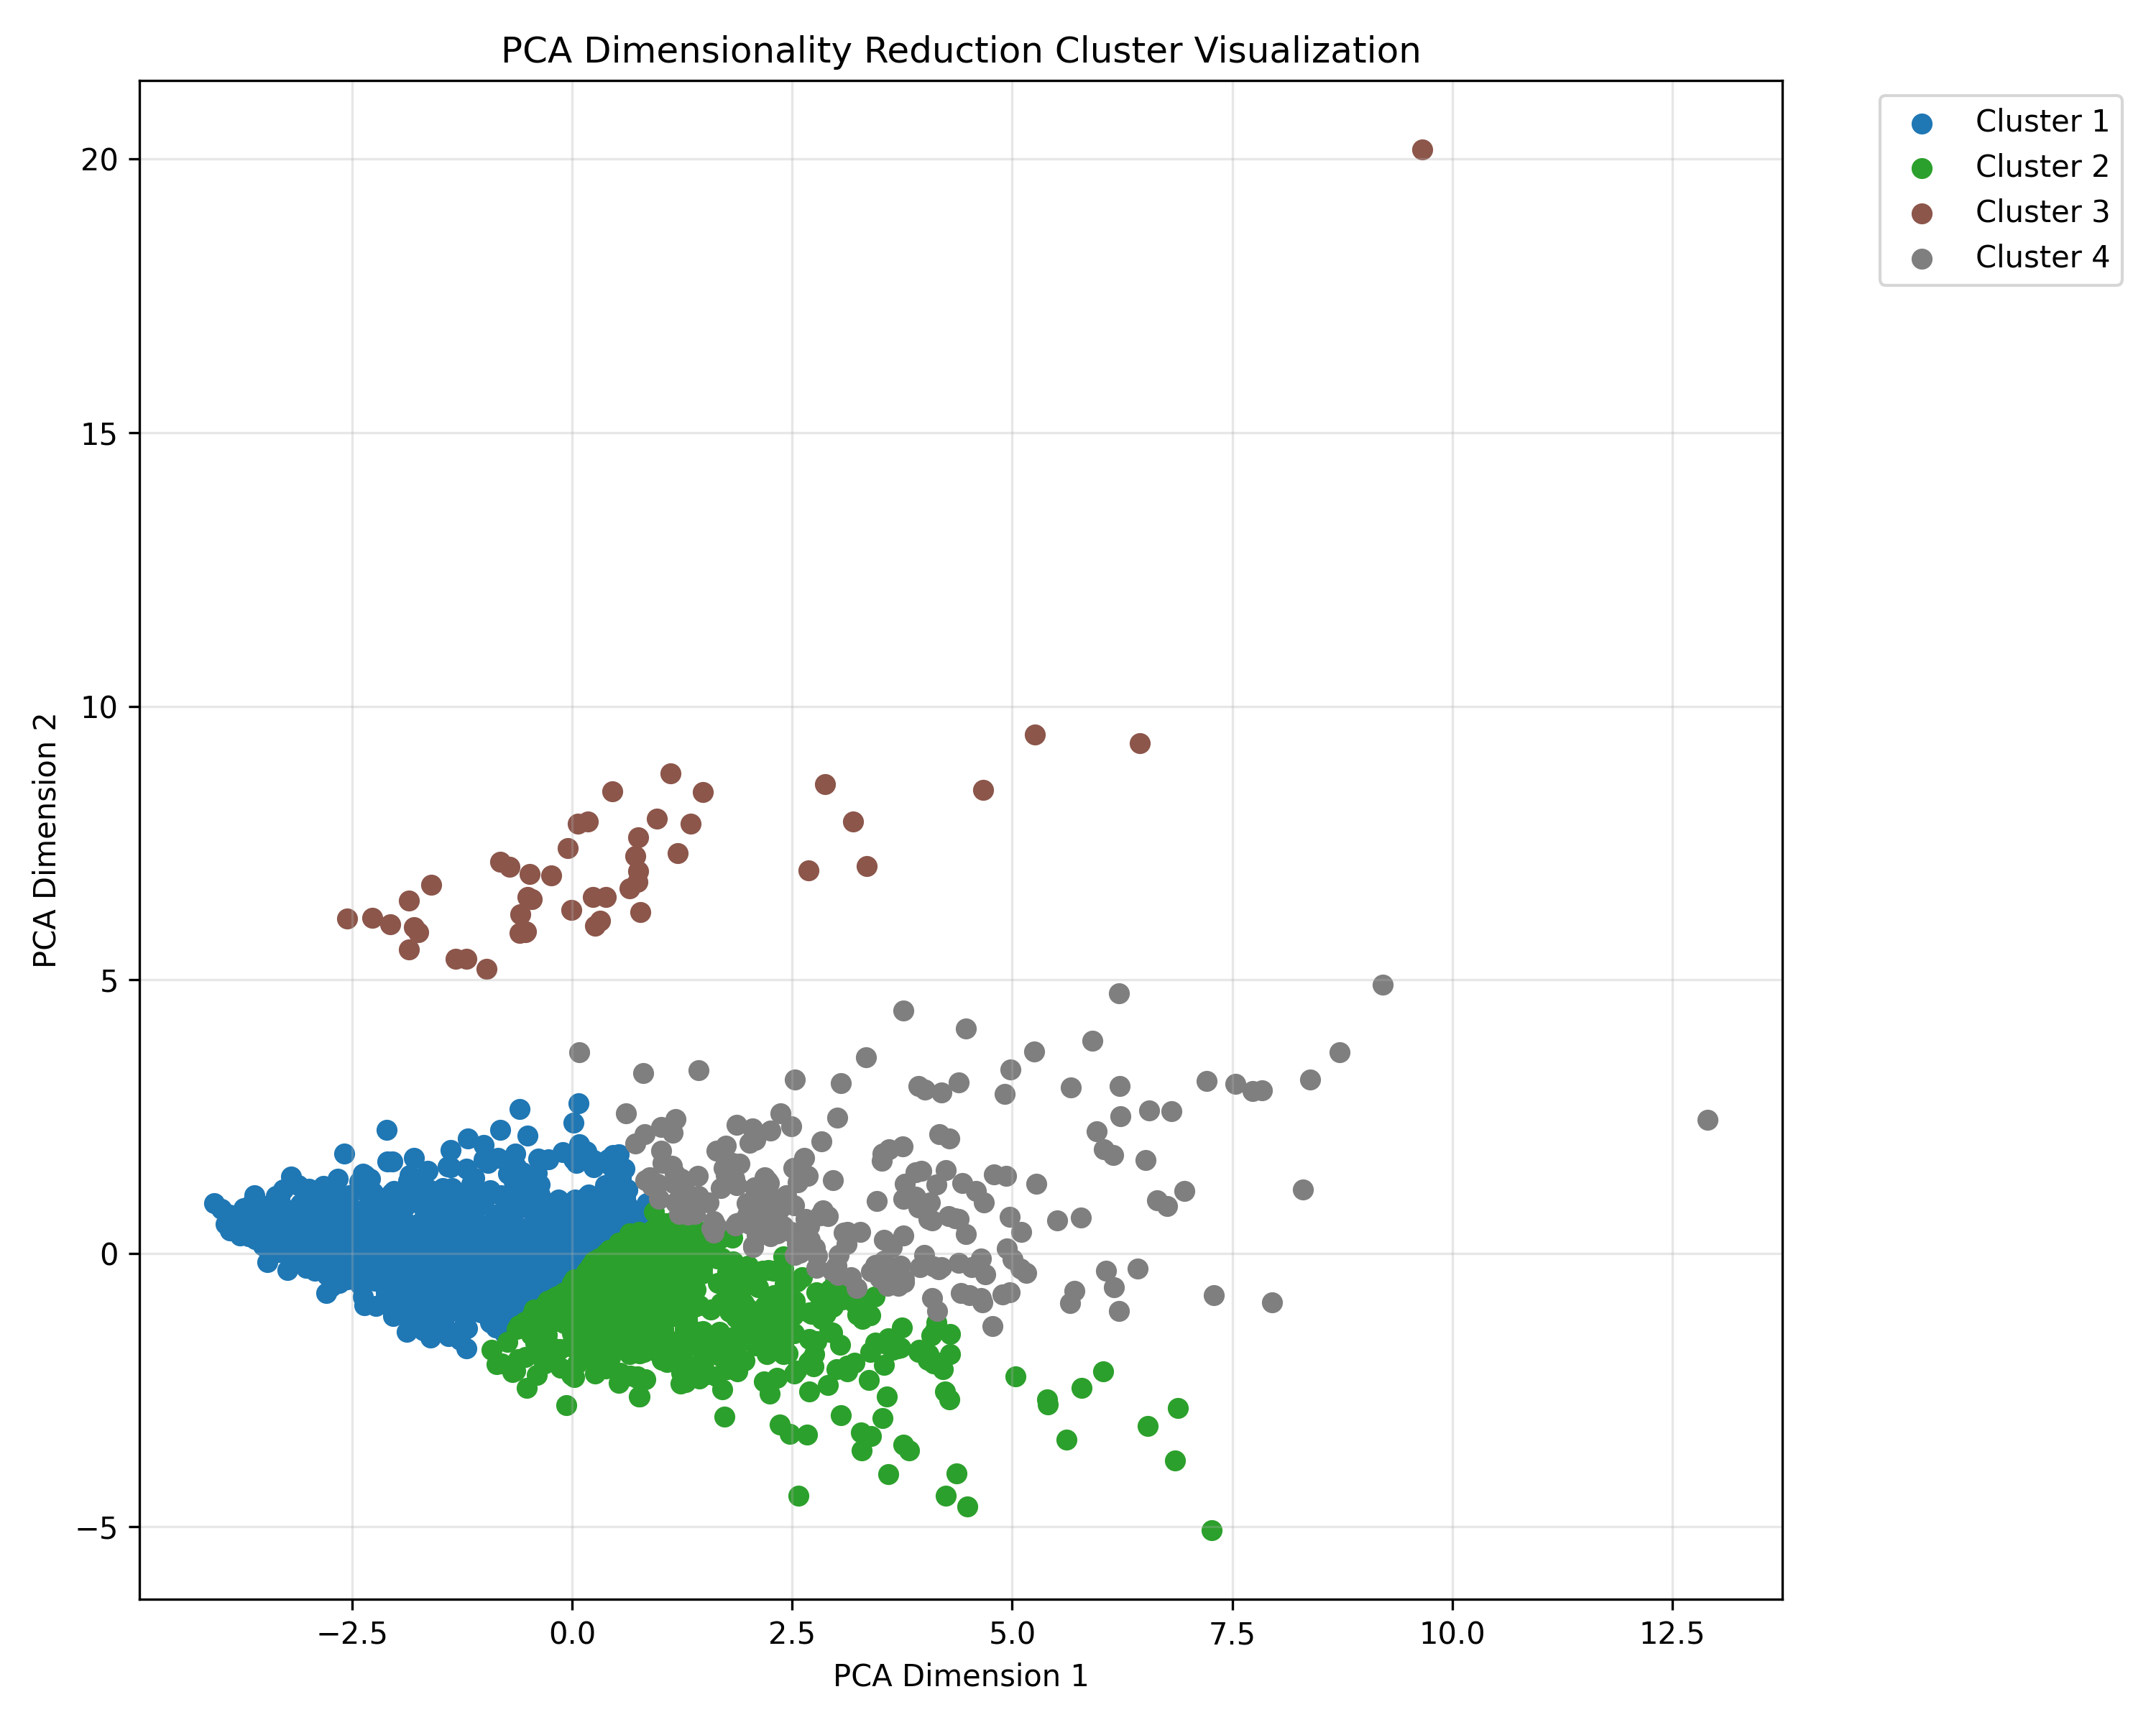 PCA Dimensionality Reduction Cluster Visualization
Cluster 1
Cluster 2
Cluster 3
Cluster 4
20
15
10
5
0
−5
PCA Dimension 2
−2.5
0.0
2.5
5.0
7.5
10.0
12.5
PCA Dimension 1